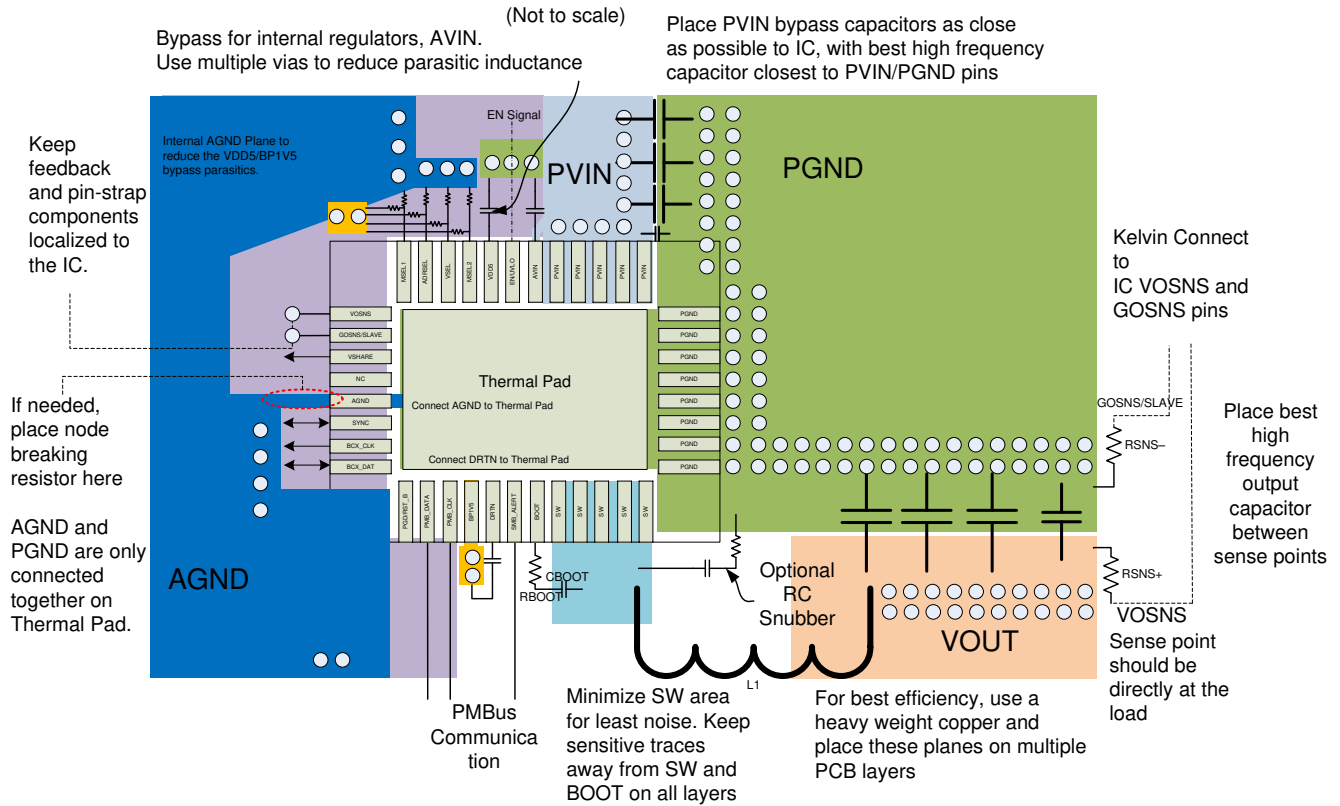 (Not to scale)
Bypass for internal regulators, AVIN.
Use multiple vias to reduce parasitic inductance
Place PVIN bypass capacitors as close
as possible to IC, with best high frequency
capacitor closest to PVIN/PGND pins
Keep
feedback
and pin-strap
components
localized to
the IC.
Internal AGND Plane to
reduce the VDD5/BP1V5
bypass parasitics.
EN Signal
PVIN
PGND
Kelvin Connect
to
IC VOSNS and
GOSNS pins
MSEL1
ADRSEL
VSEL
MSEL2
VDD5
EN/UVLO
AVIN
PVIN
PVIN
PVIN
PVIN
PVIN
VOSNS
GOSNS/SLAVE
VSHARE
NC
AGND
SYNC
BCX_CLK
BCX_DAT
Thermal Pad
Connect AGND to Thermal Pad
Connect DRTN to Thermal Pad
PGND
PGND
PGND
PGND
PGND
PGND
PGND
PGND
If needed,
place node
breaking
resistor here
GOSNS/SLAVE
RSNS–
Place best
high
frequency
output
capacitor
between
sense points
PGD/RST_B
PMB_DATA
PMB_CLK
BP1V5
DRTN
SMB_ALERT
BOOT
SW
SW
SW
SW
SW
AGND and
PGND are only
connected
together on
Thermal Pad.
AGND
CBOOT
RBOOT
Optional
RC
Snubber
RSNS+
VOUT
VOSNS
Sense point
should be
directly at the
load
L1
PMBus
Communica
tion
Minimize SW area
for least noise. Keep
sensitive traces
away from SW and
BOOT on all layers
For best efficiency, use a
heavy weight copper and
place these planes on multiple
PCB layers